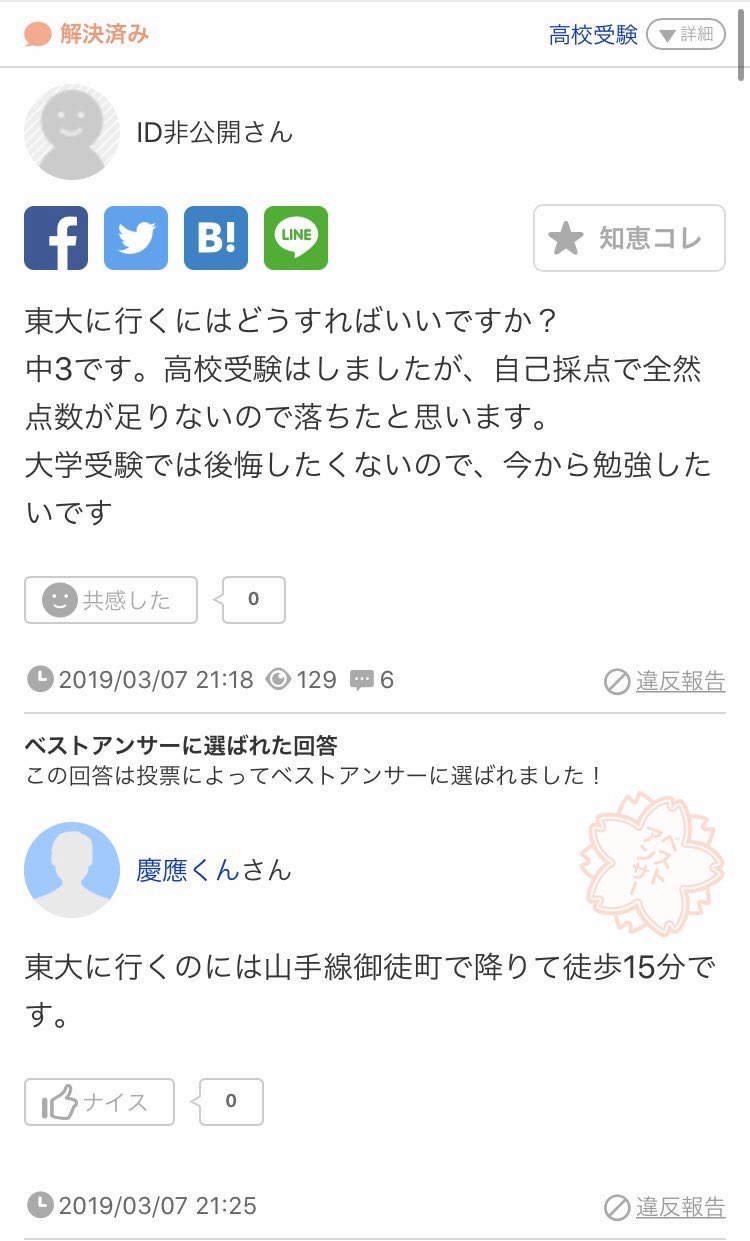 解決済み
高校受験
▼詳細
ID非公開さん
f
B!
LINE
★ 知恵コレ
東大に行くにはどうすればいいですか？
中3です。高校受験はしましたが、自己採点で全然
点数が足りないので落ちたと思います。
大学受験では後悔したくないので、今から勉強した
いです
共感した
0
2019/03/07 21:18
129
6
違反報告
ベストアンサーに選ばれた回答
この回答は投票によってベストアンサーに選ばれました！
ベスト
アンサー
慶應くんさん
東大に行くのには山手線御徒町で降りて徒歩15分で
す。
ナイス
0
2019/03/07 21:25
違反報告